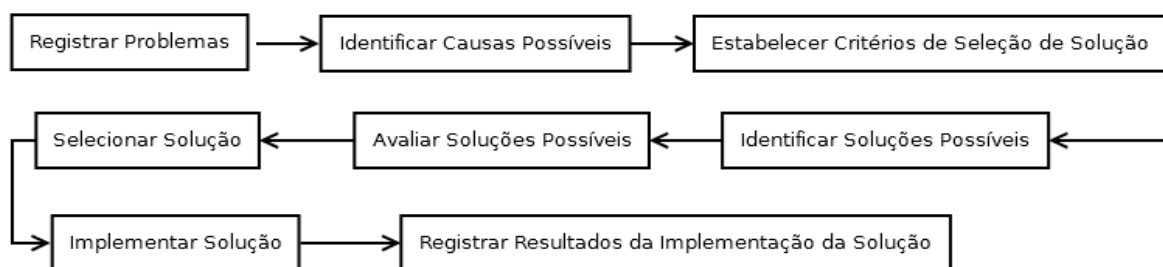 Registrar Problemas
Identificar Causas Possíveis
Estabelecer Critérios de Seleção de Solução
Identificar Soluções Possíveis
Avaliar Soluções Possíveis
Selecionar Solução
Implementar Solução
Registrar Resultados da Implementação da Solução